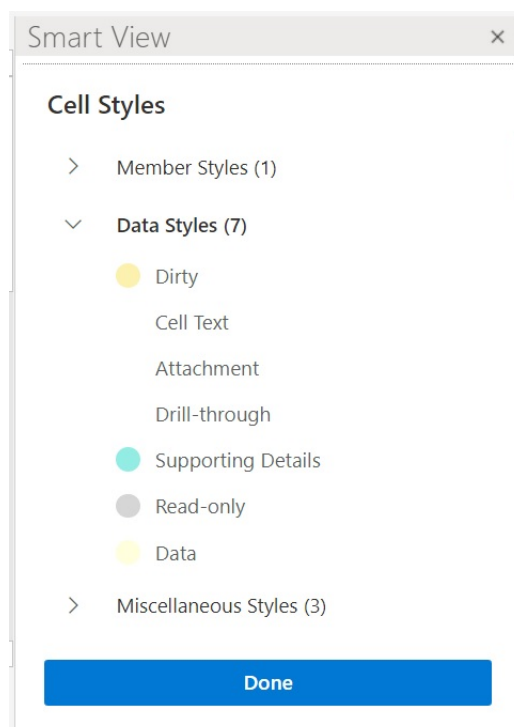 Smart View
Cell Styles
Member Styles (1)
Data Styles (7)
Dirty
Cell Text
Attachment
Drill-through
Supporting Details
Read-only
Data
Miscellaneous Styles (3)
Done